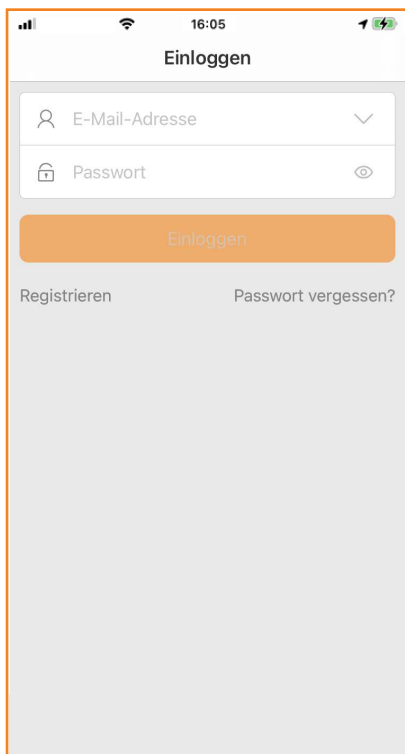 16:05
Einloggen
E-Mail-Adresse
Passwort
Einloggen
Registrieren Passwort vergessen?